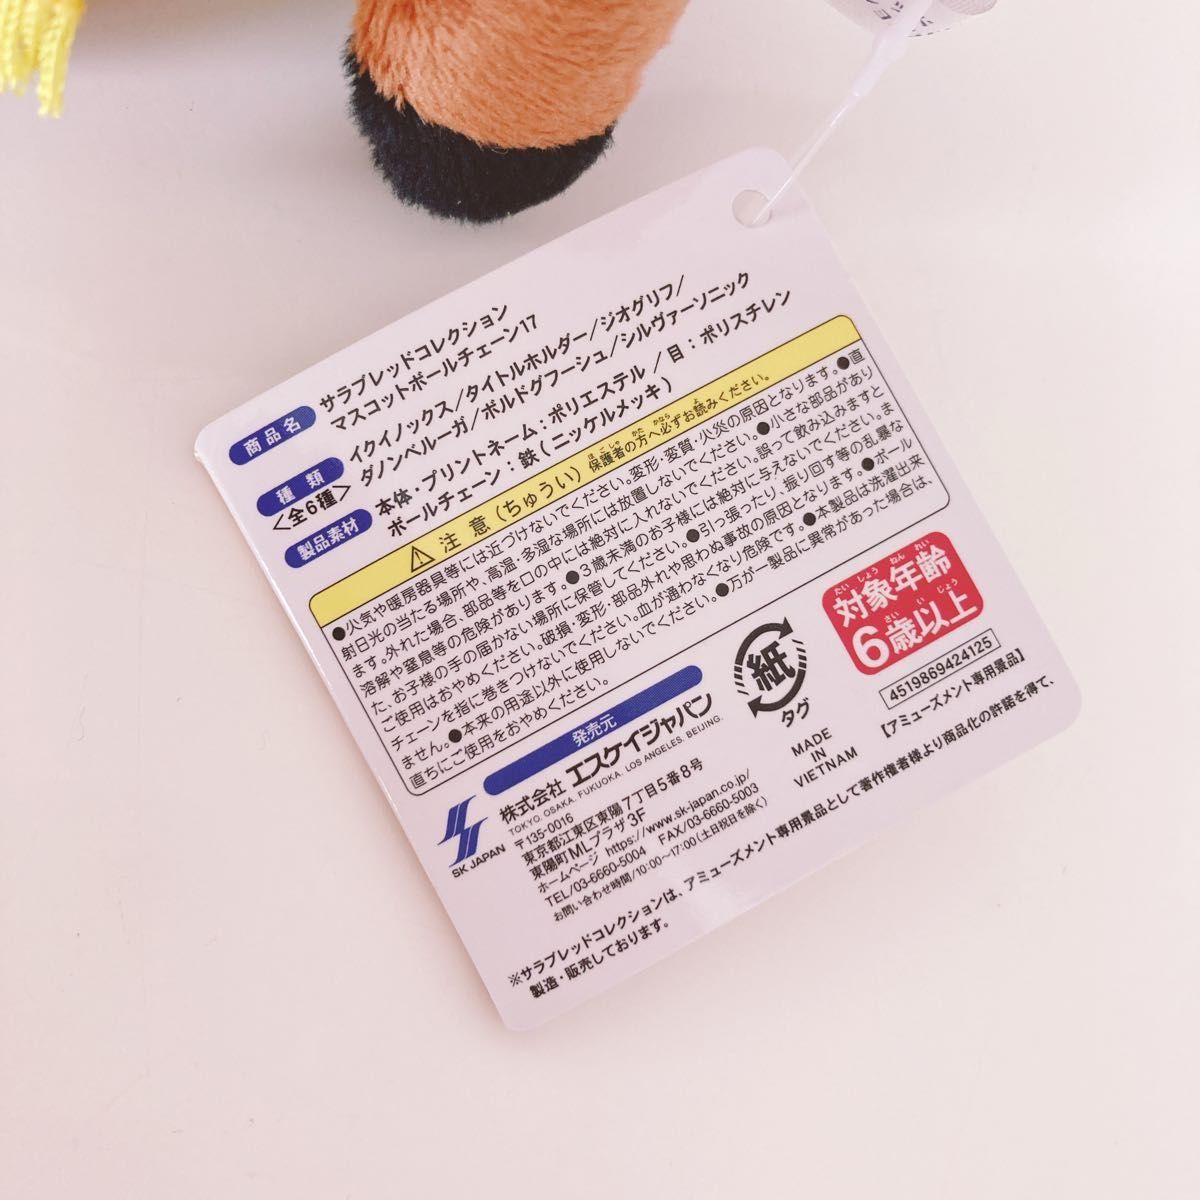 商品名
サラブレッドコレクション
マスコットボールチェーン17
種類
<全6種>
イクイノックス/タイトルホルダー/ジオグリフ/
ダノンベルーガ/ボルドグフーシュ/シルヴァーソニック
製品素材
本体・プリントネーム:ポリエステル / 目:ポリスチレン
ボールチェーン:鉄(ニッケルメッキ)
注意(ちゅうい) 保護者の方へ必ずお読みください。
●火気や暖房器具等には近づけないでください。変形・変質・火災の原因となります。●直
射日光の当たる場所や、高温・多湿な場所には放置しないでください。●小さな部品があり
ます。外れた場合、部品等を口の中には絶対に入れないでください。誤って飲み込みますと
溶解や窒息等の危険があります。●3歳未満のお子様には絶対に与えないでください。ま
た、お子様の手の届かない場所に保管してください。●引っ張ったり、振り回す等の乱暴な
ご使用はおやめください。破損・変形・部品外れや思わぬ事故の原因となります。●ボール
チェーンを指に巻きつけないでください。血が通わなくなり危険です。●本製品は洗濯出来
ません。●本来の用途以外に使用しないでください。●万が一製品に異常があった場合は、
直ちにご使用をおやめください。
対象年齢
6歳以上
4519869424125
紙
タグ
【アミューズメント専用景品】
MADE
IN
VIETNAM
発売元
SK JAPAN
株式会社 エスケイジャパン
TOKYO. OSAKA. FUKUOKA. LOS ANGELES. BEIJING.
〒135-0016
東京都江東区東陽7丁目5番8号
東陽町MLプラザ3F
ホームページ https://www.sk-japan.co.jp/
TEL/03-6660-5004 FAX/03-6660-5003
お問い合わせ時間/10:00〜17:00(土日祝日を除く)
※サラブレッドコレクションは、アミューズメント専用景品として著作権者様より商品化の許諾を得て、
製造・販売しております。